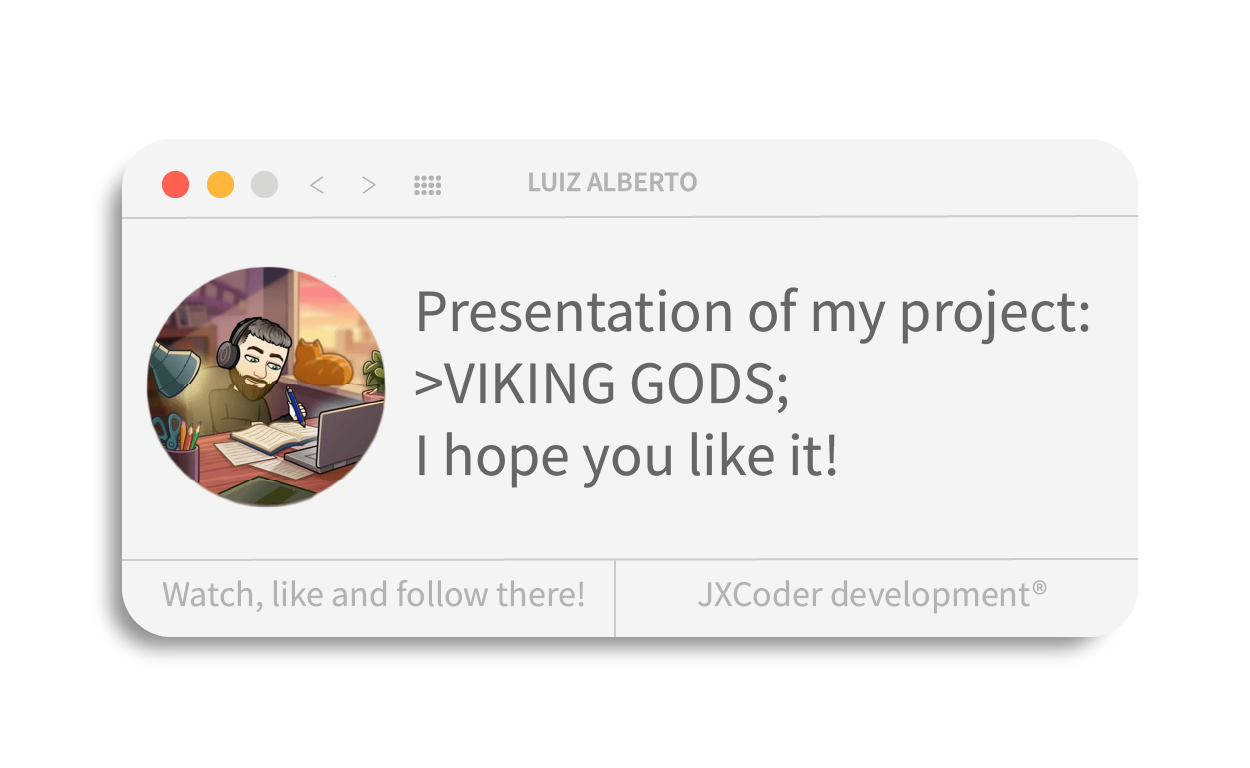 LUIZ ALBERTO
Presentation of my project:
>VIKING GODS;
I hope you like it!
Watch, like and follow there!
JXCoder development®